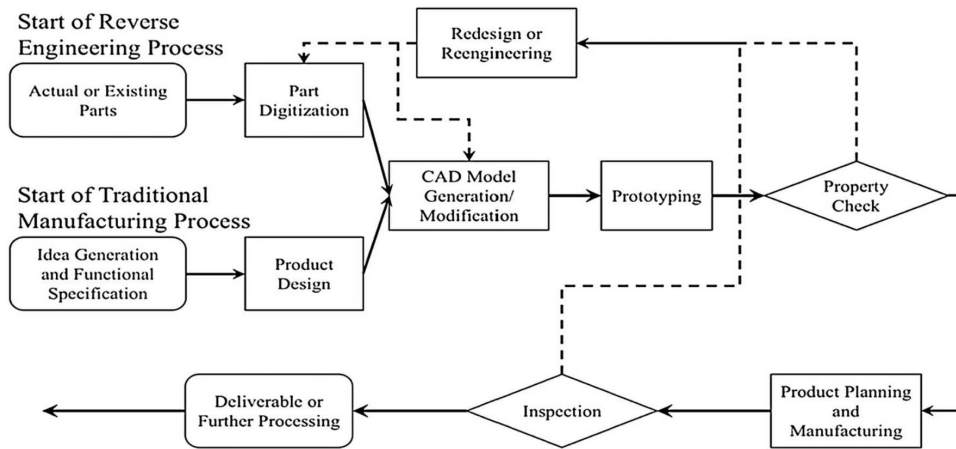 Start of Reverse
Engineering Process
Actual or Existing
Parts
Part
Digitization
Redesign or
Reengineering
Start of Traditional
Manufacturing Process
Idea Generation
and Functional
Specification
Product
Design
CAD Model
Generation/
Modification
Prototyping
Property
Check
Deliverable or
Further Processing
Inspection
Product Planning
and
Manufacturing